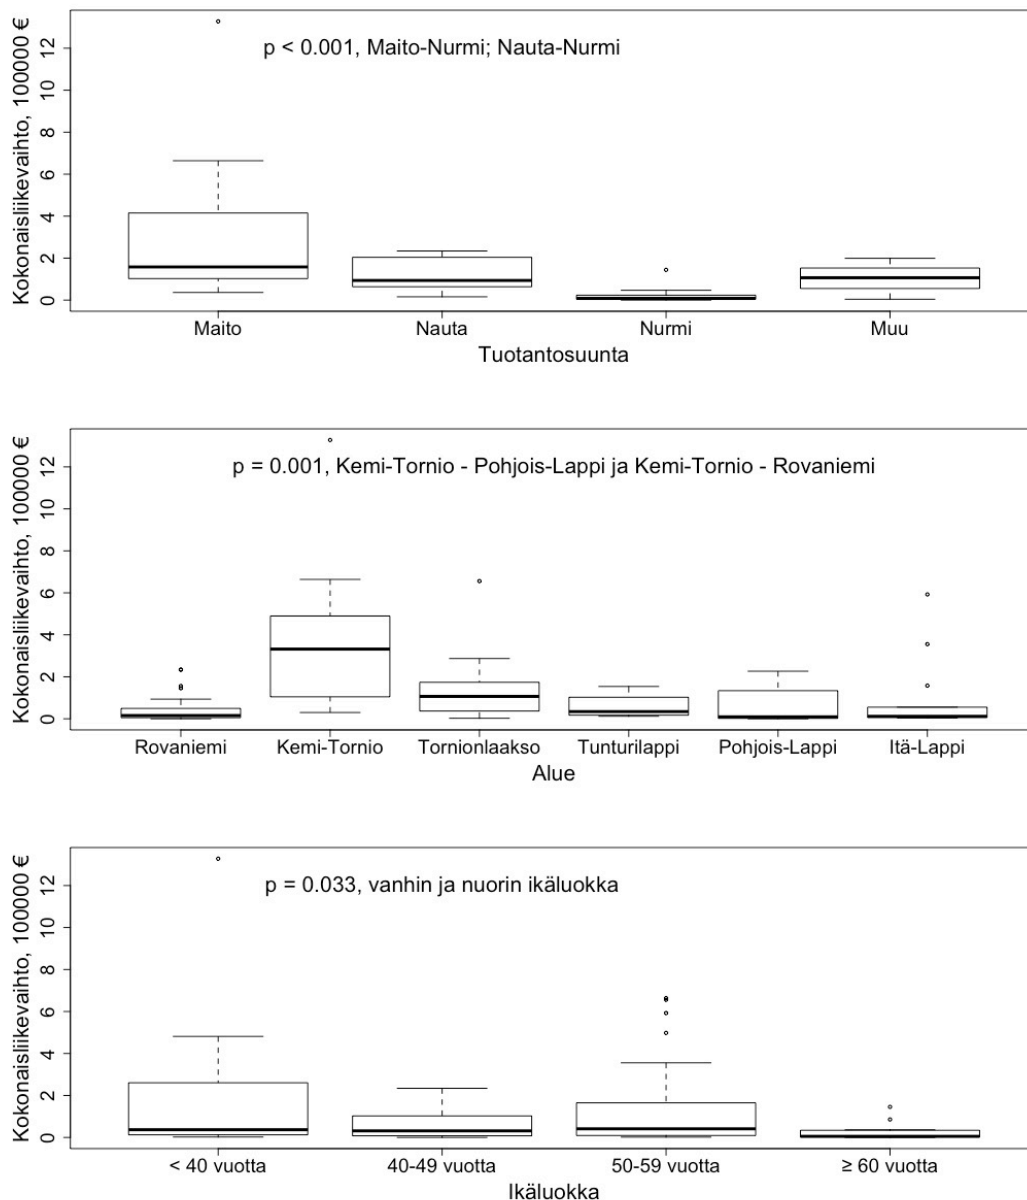 Kokonaisliikevaihto, 100000 €
p < 0.001, Maito-Nurmi; Nauta-Nurmi
12
10
8
6
4
2
0
Maito Nauta Nurmi Muu
Tuotantosuunta
Kokonaisliikevaihto, 100000 €
p = 0.001, Kemi-Tornio - Pohjois-Lappi ja Kemi-Tornio - Rovaniemi
12
10
8
6
4
2
0
Rovaniemi Kemi-Tornio Tornionlaakso Tunturilappi Pohjois-Lappi Itä-Lappi
Alue
Kokonaisliikevaihto, 100000 €
p = 0.033, vanhin ja nuorin ikäluokka
12
10
8
6
4
2
0
< 40 vuotta 40-49 vuotta 50-59 vuotta ≥ 60 vuotta
Ikäluokka